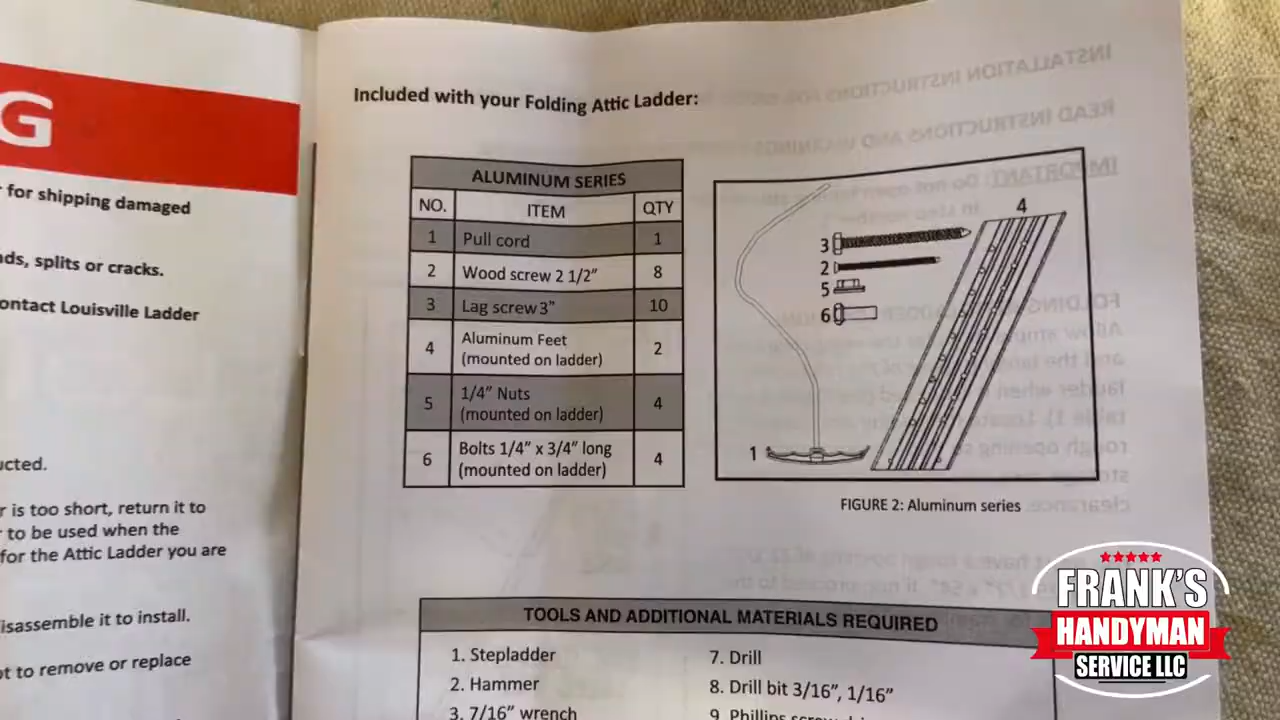 G
for shipping damaged
splits or cracks.
contact Louisville Ladder
is too short, return it to
to be used when the
for the Attic Ladder you are
disassemble it to install.
to remove or replace
Included with your Folding Attic Ladder:
ALUMINUM SERIES
NO. ITEM QTY
1 Pull cord 1
2 Wood screw 2 1/2" 8
3 Lag screw 3" 10
4 Aluminum Feet (mounted on ladder) 2
5 1/4" Nuts (mounted on ladder) 4
6 Bolts 1/4" x 3/4" long (mounted on ladder) 4
4
3
2
5
6
1
FIGURE 2: Aluminum series
TOOLS AND ADDITIONAL MATERIALS REQUIRED
1. Stepladder
2. Hammer
3. 7/16" wrench
7. Drill
8. Drill bit 3/16", 1/16"
9. Phillips
FRANK'S
HANDYMAN
SERVICE LLC